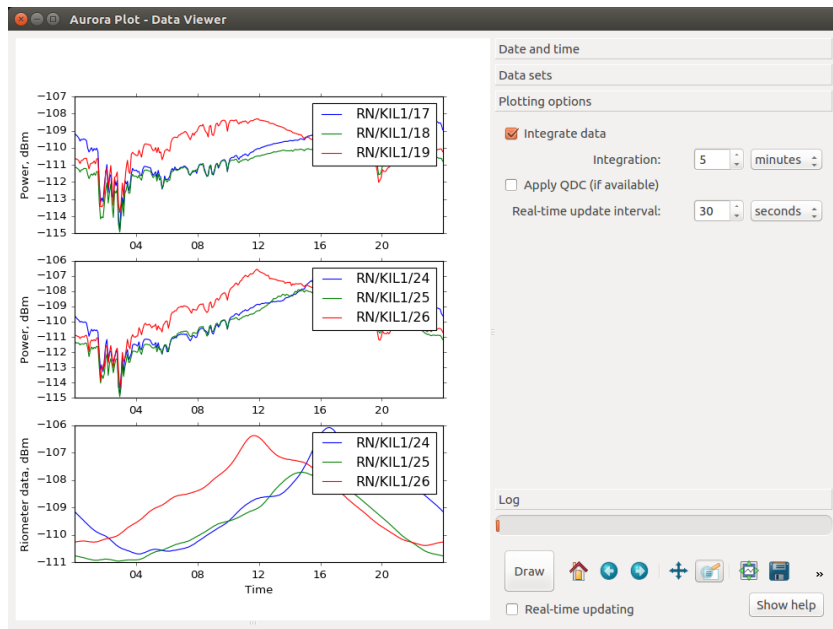 Aurora Plot - Data Viewer
Date and time
Data sets
Plotting options
Integrate data
Integration: 5 minutes
Apply QDC (if available)
Real-time update interval: 30 seconds
−107
−108
−109
−110
−111
−112
−113
−114
−115
Power, dBm
RN/KIL1/17
RN/KIL1/18
RN/KIL1/19
04 08 12 16 20
−106
−107
−108
−109
−110
−111
−112
−113
−114
−115
Power, dBm
RN/KIL1/24
RN/KIL1/25
RN/KIL1/26
04 08 12 16 20
−106
−107
−108
−109
−110
−111
Riometer data, dBm
RN/KIL1/24
RN/KIL1/25
RN/KIL1/26
04 08 12 16 20
Time
Log
Draw
»
Real-time updating
Show help